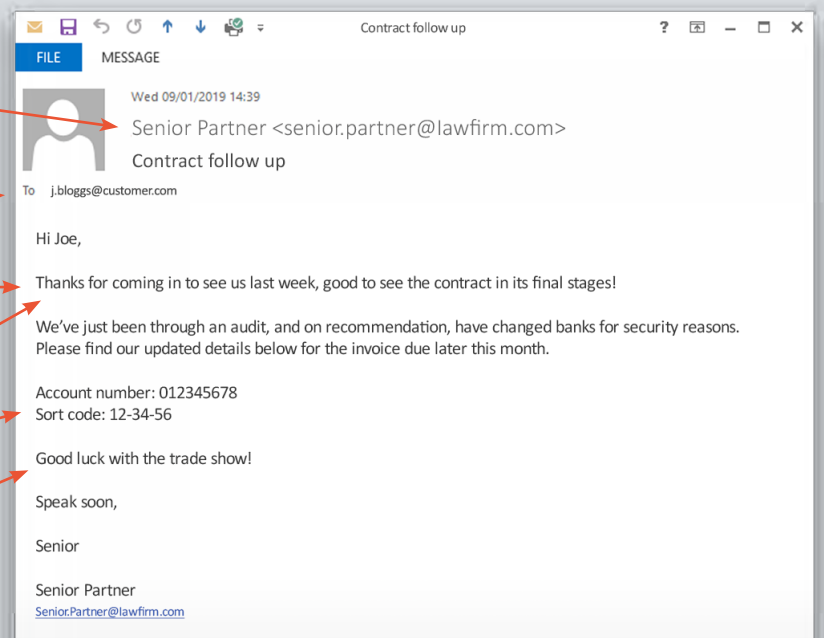 Contract follow up
?
FILE MESSAGE
Wed 09/01/2019 14:39
Senior Partner <senior.partner@lawfirm.com>
Contract follow up
To j.bloggs@customer.com
Hi Joe,
Thanks for coming in to see us last week, good to see the contract in its final stages!
We've just been through an audit, and on recommendation, have changed banks for security reasons.
Please find our updated details below for the invoice due later this month.
Account number: 012345678
Sort code: 12-34-56
Good luck with the trade show!
Speak soon,
Senior
Senior Partner
Senior.Partner@lawfirm.com